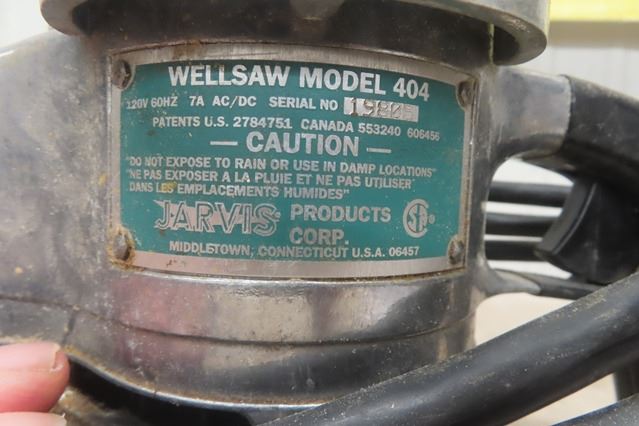 WELLSAW MODEL 404
120V 60HZ 7A AC/DC SERIAL NO
PATENTS U.S. 2784751 CANADA 553240 606456
— CAUTION —
"DO NOT EXPOSE TO RAIN OR USE IN DAMP LOCATIONS"
"NE PAS EXPOSER A LA PLUIE ET NE PAS UTILISER
DANS LES EMPLACEMENTS HUMIDES"
JARVIS PRODUCTS
CORP.
MIDDLETOWN, CONNECTICUT U.S.A. 06457